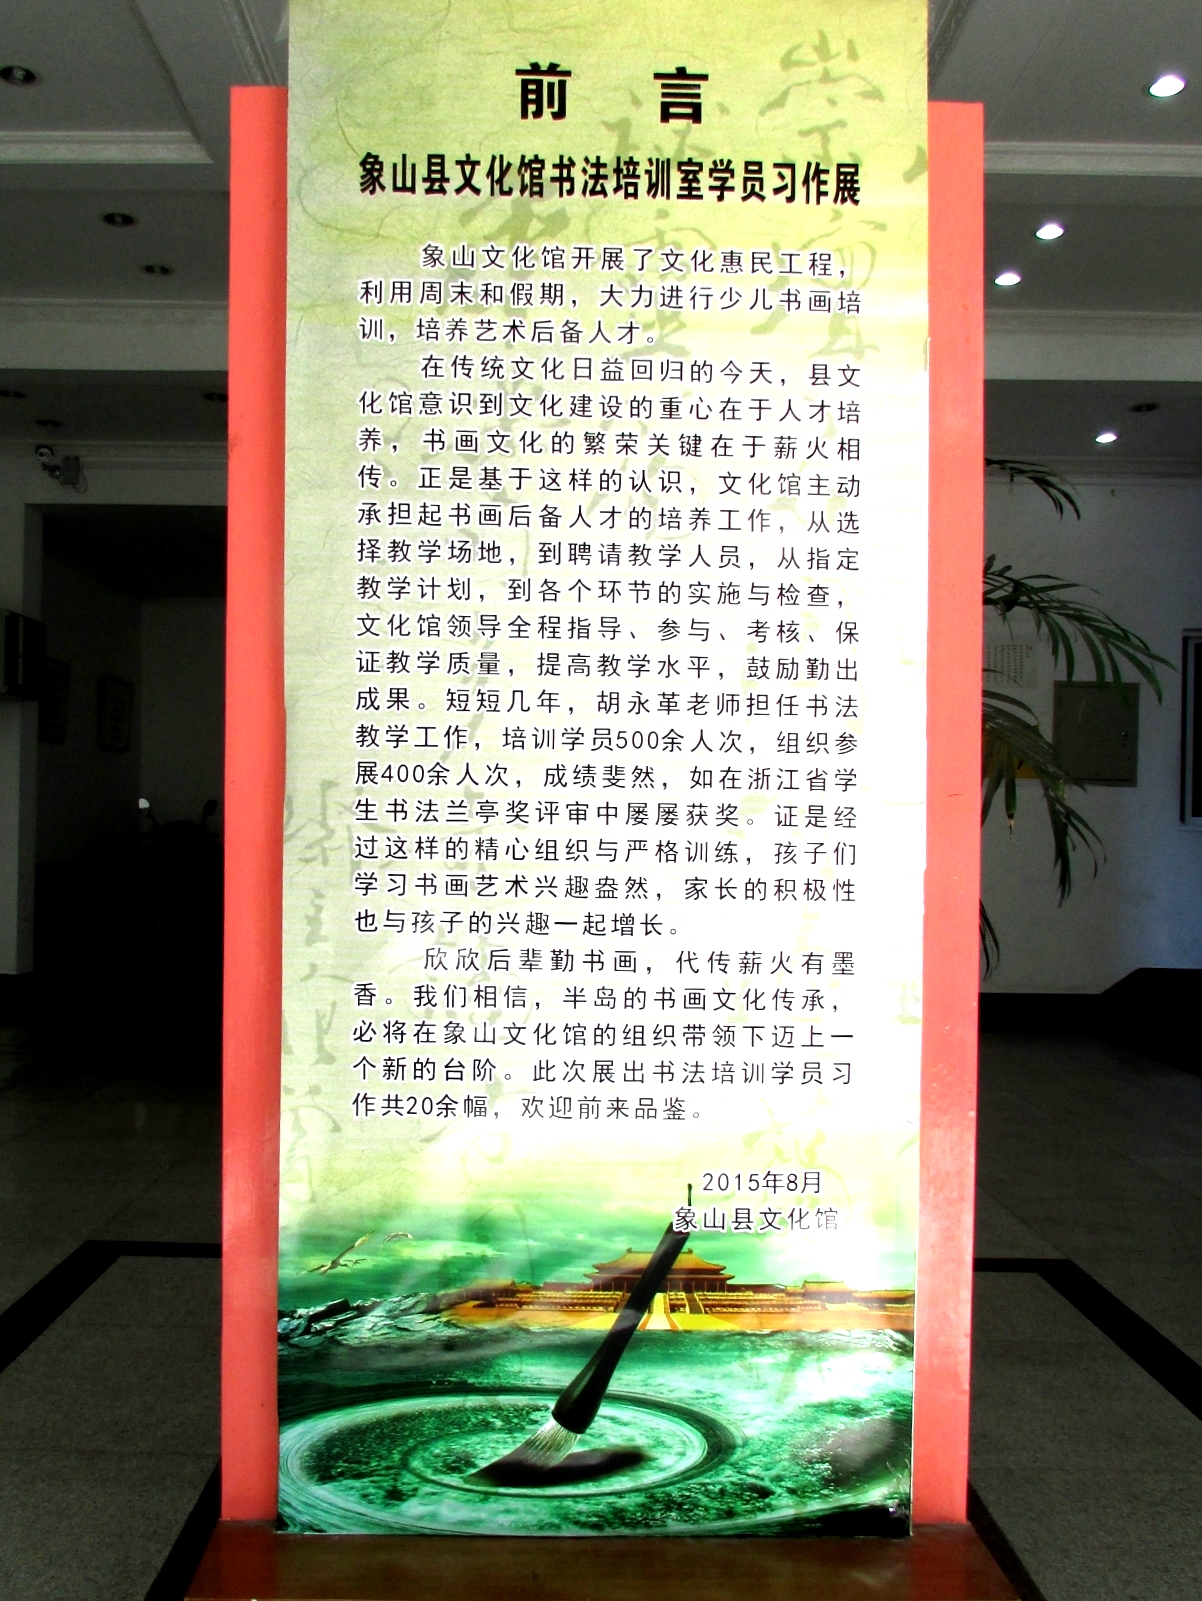 前 言
象山县文化馆书法培训室学员习作展
象山文化馆开展了文化惠民工程，
利用周末和假期，大力进行少儿书画培
训，培养艺术后备人才。
在传统文化日益回归的今天，县文
化馆意识到文化建设的重心在于人才培
养，书画文化的繁荣关键在于薪火相
传。正是基于这样的认识，文化馆主动
承担起书画后备人才的培养工作，从选
择教学场地，到聘请教学人员，从指定
教学计划，到各个环节的实施与检查，
文化馆领导全程指导、参与、考核、保
证教学质量，提高教学水平，鼓励勤出
成果。短短几年，胡永革老师担任书法
教学工作，培训学员500余人次，组织参
展400余人次，成绩斐然，如在浙江省学
生书法兰亭奖评审中屡屡获奖。证是经
过这样的精心组织与严格训练，孩子们
学习书画艺术兴趣盎然，家长的积极性
也与孩子的兴趣一起增长。
欣欣后辈勤书画，代传薪火有墨
香。我们相信，半岛的书画文化传承，
必将在象山文化馆的组织带领下迈上一
个新的台阶。此次展出书法培训学员习
作共20余幅，欢迎前来品鉴。
2015年8月
象山县文化馆